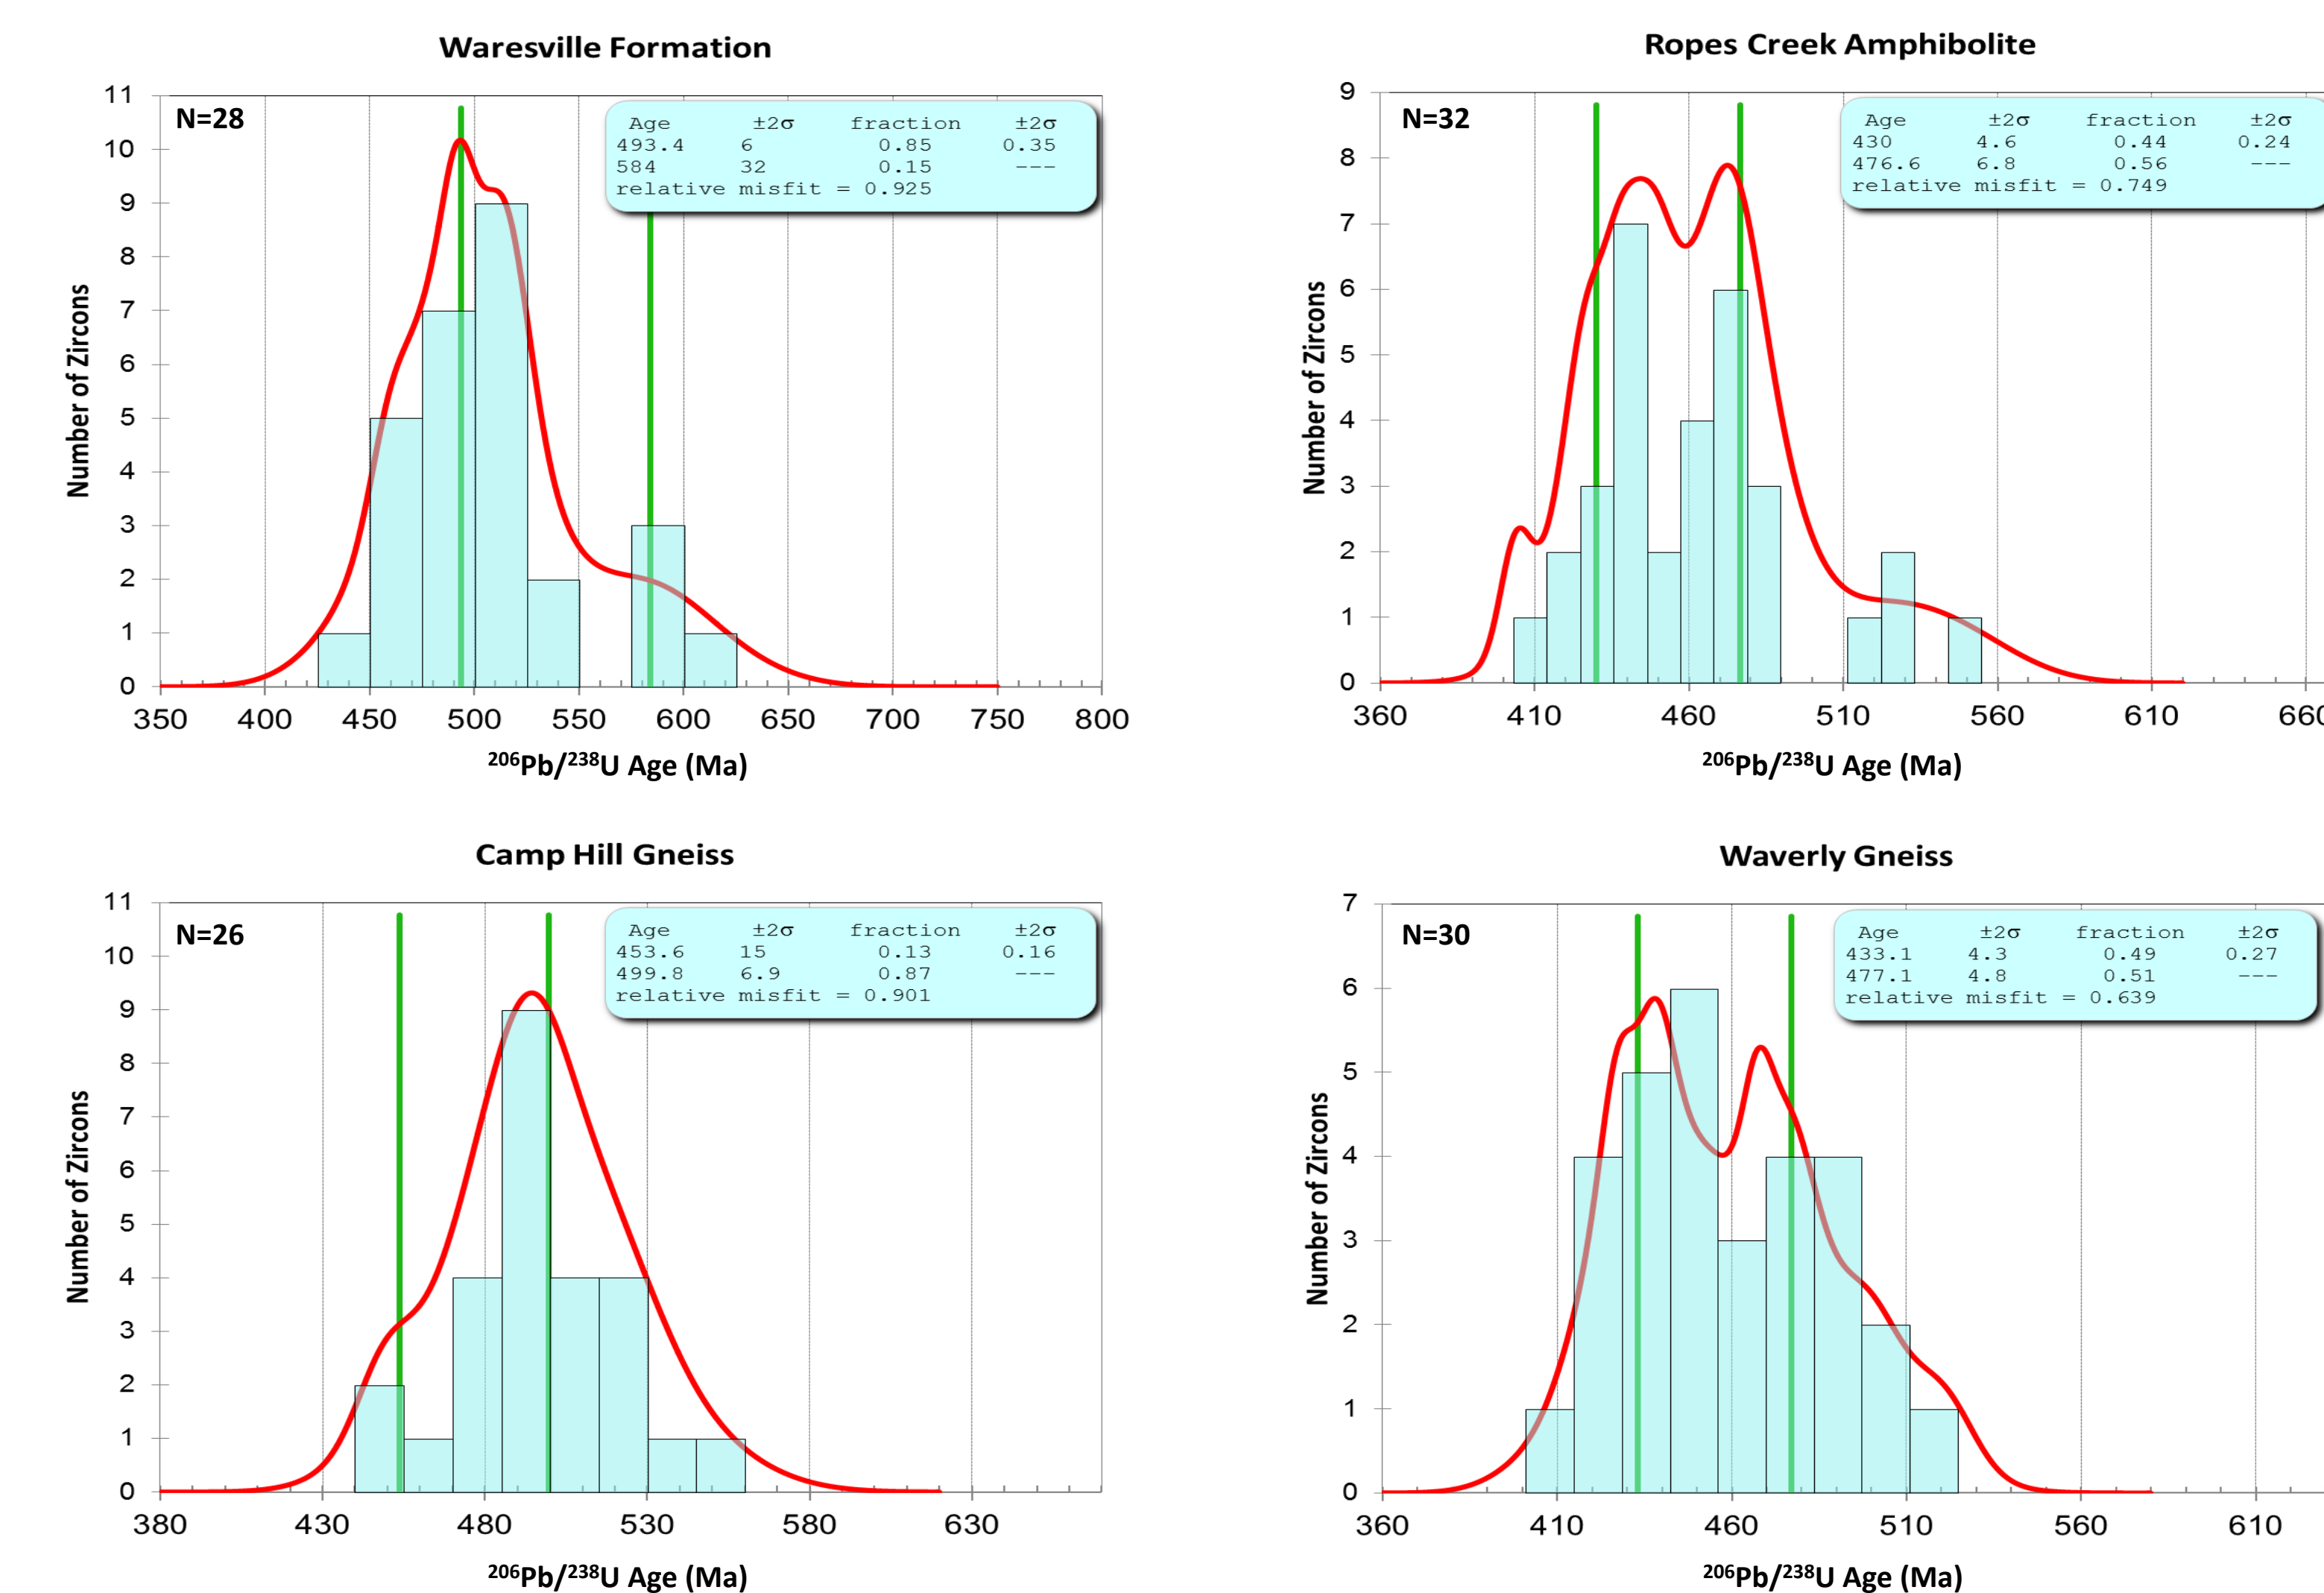 Waresville Formation
N=28
Age ±2σ fraction ±2σ
493.4 6 0.85 0.35
584 32 0.15 ---
relative misfit = 0.925
11
10
9
8
7
6
5
4
3
2
1
0
Number of Zircons
350 400 450 500 550 600 650 700 750 800
206Pb/238U Age (Ma)
Ropes Creek Amphibolite
N=32
Age ±2σ fraction ±2σ
430 4.6 0.44 0.24
476.6 6.8 0.56 ---
relative misfit = 0.749
9
8
7
6
5
4
3
2
1
0
Number of Zircons
360 410 460 510 560 610 660
206Pb/238U Age (Ma)
Camp Hill Gneiss
N=26
Age ±2σ fraction ±2σ
453.6 15 0.13 0.16
499.8 6.9 0.87 ---
relative misfit = 0.901
11
10
9
8
7
6
5
4
3
2
1
0
Number of Zircons
380 430 480 530 580 630
206Pb/238U Age (Ma)
Waverly Gneiss
N=30
Age ±2σ fraction ±2σ
433.1 4.3 0.49 0.27
477.1 4.8 0.51 ---
relative misfit = 0.639
7
6
5
4
3
2
1
0
Number of Zircons
360 410 460 510 560 610
206Pb/238U Age (Ma)